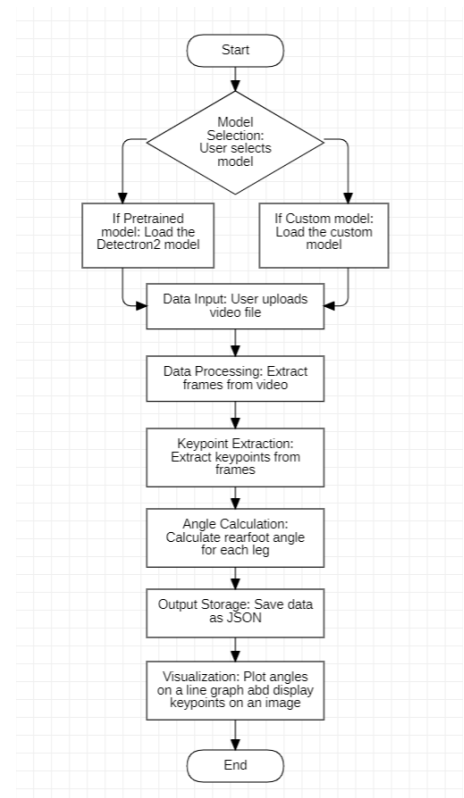 Start
Model
Selection:
User selects
model
If Pretrained
model: Load the
Detectron2 model
If Custom model:
Load the custom
model
Data Input: User uploads
video file
Data Processing: Extract
frames from video
Keypoint Extraction:
Extract keypoints from
frames
Angle Calculation:
Calculate rearfoot angle
for each leg
Output Storage: Save data
as JSON
Visualization: Plot angles
on a line graph abd display
keypoints on an image
End